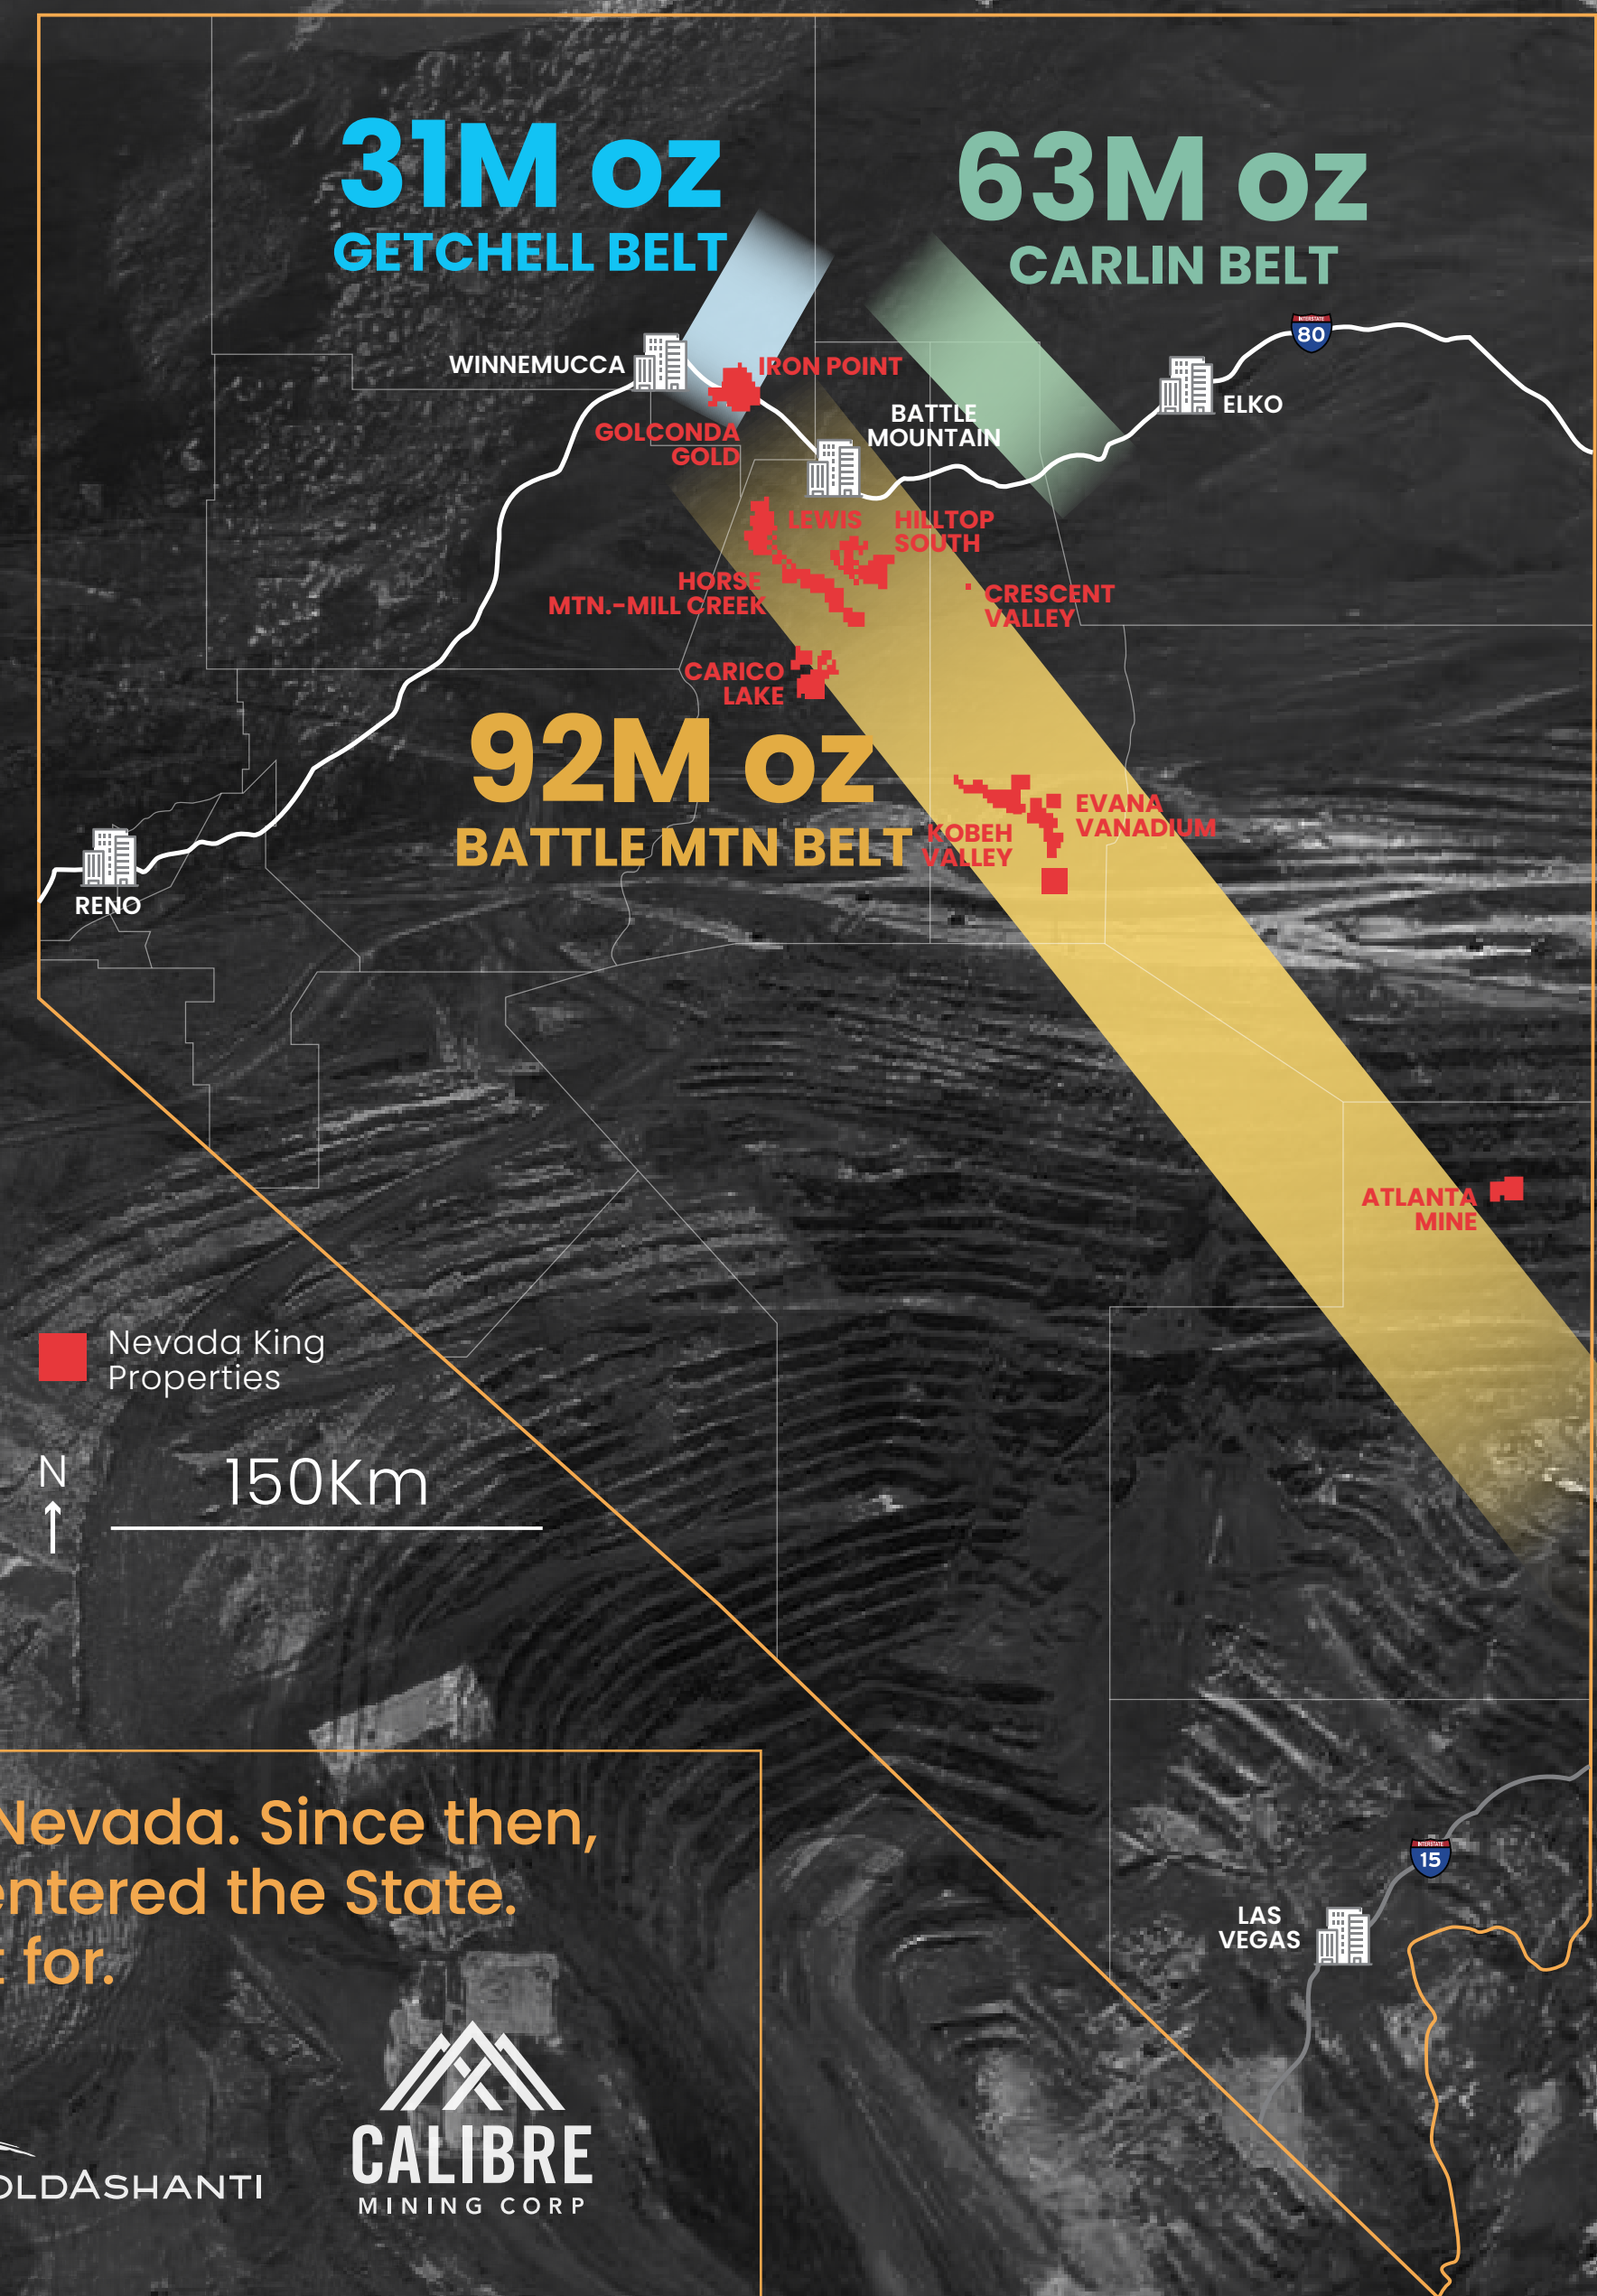 31M oz
GETCHELL BELT
63M oz
CARLIN BELT
INTERSTATE
80
WINNEMUCCA
IRON POINT
ELKO
BATTLE
MOUNTAIN
GOLCONDA
GOLD
LEWIS
HILLTOP
SOUTH
HORSE
MTN.-MILL CREEK
CRESCENT
VALLEY
CARICO
LAKE
92M oz
BATTLE MTN BELT
EVANA
VANADIUM
KOBEH
VALLEY
RENO
ATLANTA
MINE
Nevada King
Properties
N
150Km
Nevada. Since then,
entered the State.
for.
INTERSTATE
15
LAS
VEGAS
CALIBRE
MINING CORP
OLDASHANTI